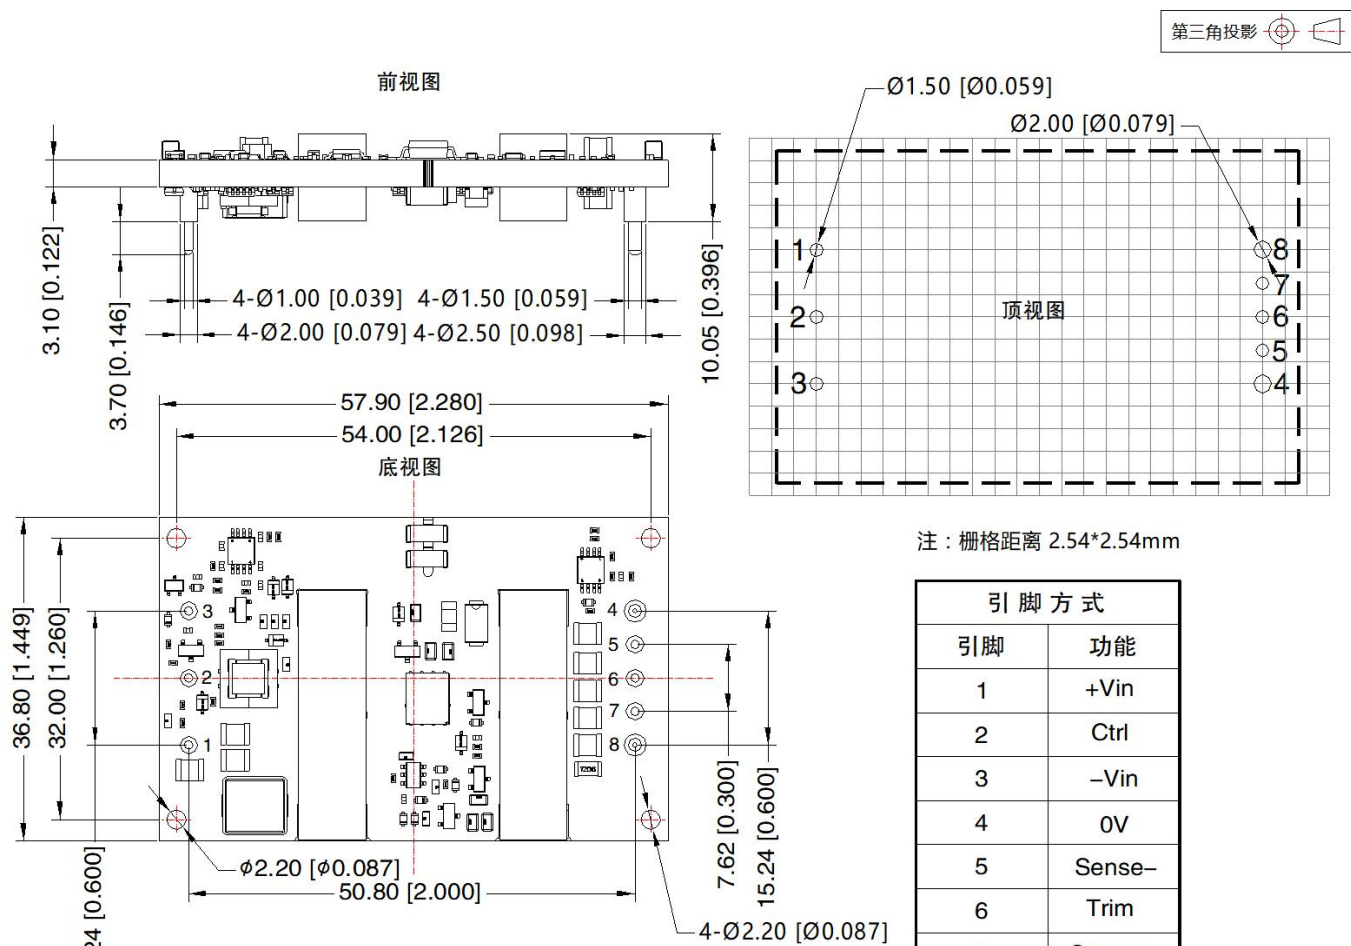 第三角投影
前视图
Ø1.50 [Ø0.059]
Ø2.00 [Ø0.079]
3.10 [0.122]
3.70 [0.146]
4-Ø1.00 [0.039]
4-Ø1.50 [0.059]
4-Ø2.00 [0.079]
4-Ø2.50 [0.098]
10.05 [0.396]
1
2
3
顶视图
8
7
6
5
4
57.90 [2.280]
54.00 [2.126]
底视图
36.80 [1.449]
32.00 [1.260]
3
2
1
4
5
6
7
8
1206
7.62 [0.300]
15.24 [0.600]
ϕ2.20 [ϕ0.087]
50.80 [2.000]
24 [0.600]
4-Ø2.20 [Ø0.087]
注：栅格距离 2.54*2.54mm
引脚方式
引脚 功能
1 +Vin
2 Ctrl
3 –Vin
4 0V
5 Sense–
6 Trim